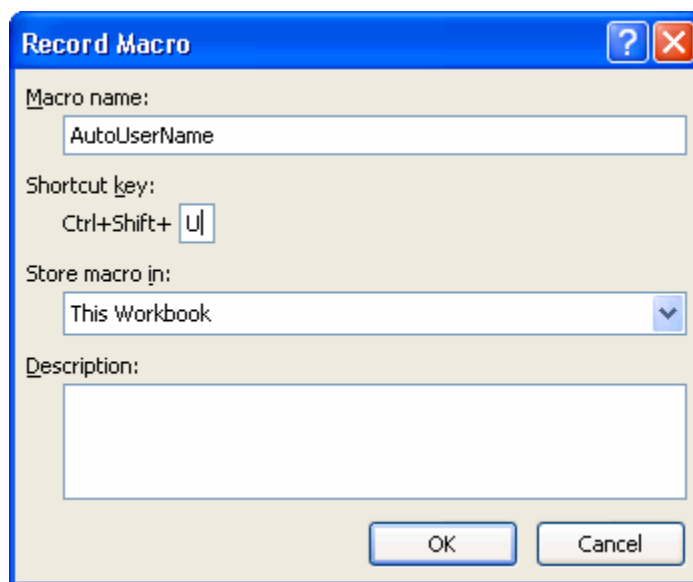 Record Macro
?
Macro name:
AutoUserName
Shortcut key:
Ctrl+Shift+ U
Store macro in:
This Workbook
Description:
OK Cancel